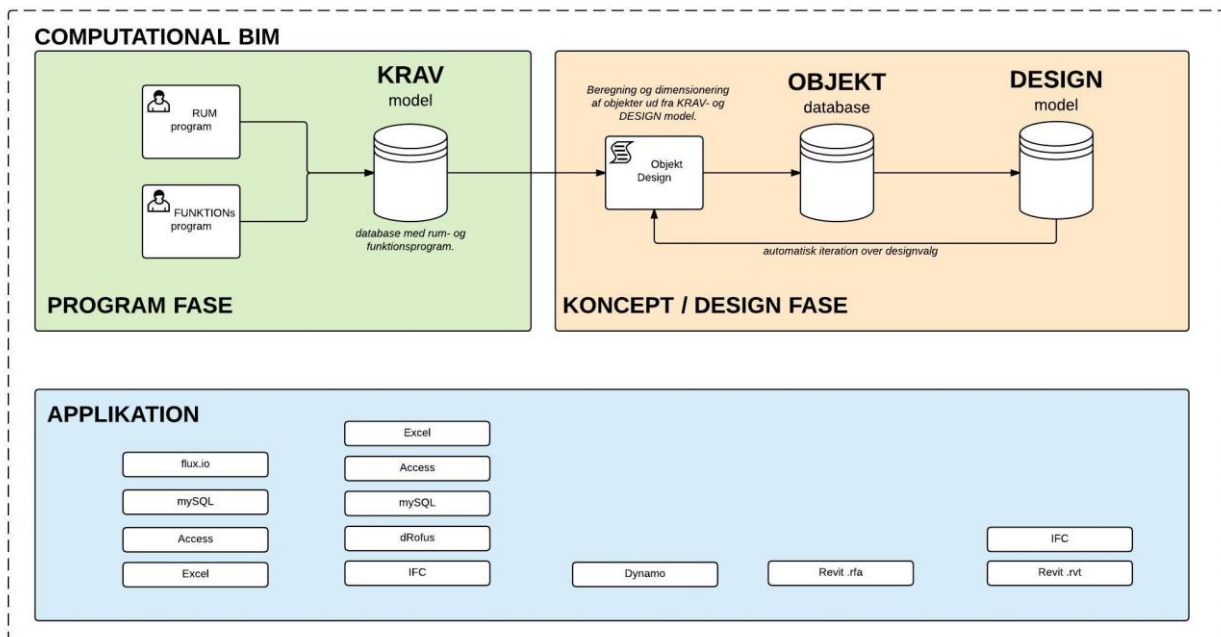 COMPUTATIONAL BIM
RUM
program
FUNKTIONs
program
KRAV
model
database med rum- og
funktionsprogram.
PROGRAM FASE
Beregning og dimensionering
af objekter ud fra KRAV- og
DESIGN model.
Objekt
Design
OBJEKT
database
DESIGN
model
automatisk iteration over designvalg
KONCEPT / DESIGN FASE
APPLIKATION
flux.io
mySQL
Access
Excel
Excel
Access
mySQL
dRofus
IFC
Dynamo
Revit .rfa
IFC
Revit .rvt